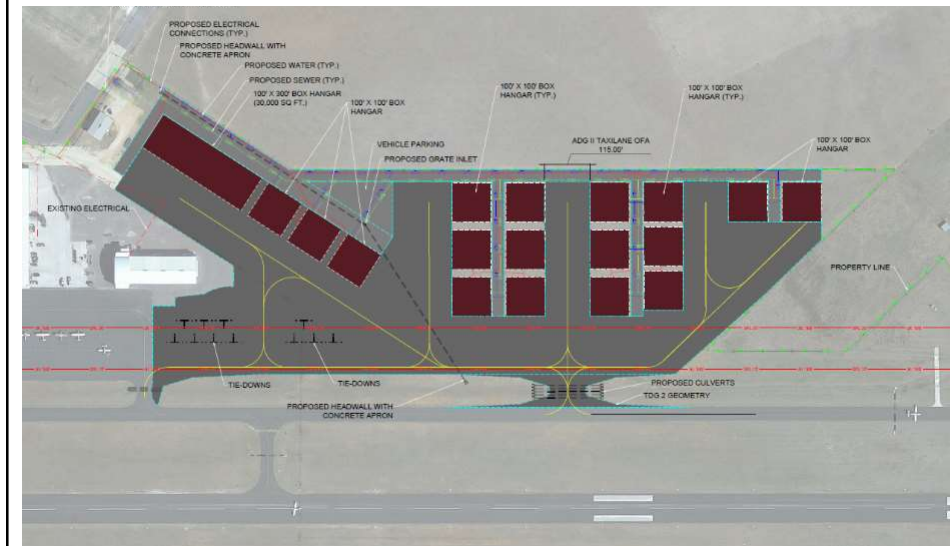 PROPOSED ELECTRICAL
CONNECTIONS (TYP.)
PROPOSED HEADWALL WITH
CONCRETE APRON
PROPOSED WATER (TYP.)
PROPOSED SEWER (TYP.)
100' X 300' BOX HANGAR
(30,000 SQ FT.)
100' X 100' BOX
HANGAR
VEHICLE PARKING
PROPOSED GRATE INLET
100' X 100' BOX
HANGAR (TYP.)
ADG II TAXILANE OFA
115.00'
100' X 100' BOX
HANGAR (TYP.)
100' X 100' BOX
HANGAR
EXISTING ELECTRICAL
PROPERTY LINE
TIE-DOWNS
TIE-DOWNS
PROPOSED HEADWALL WITH
CONCRETE APRON
PROPOSED CULVERTS
TDG 2 GEOMETRY